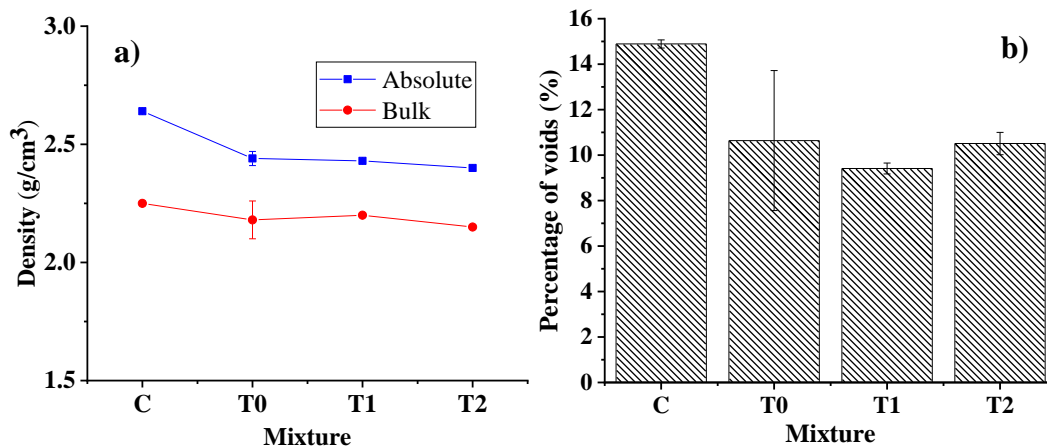 a)
Absolute
Bulk
Density (g/cm³)
3.0
2.5
2.0
1.5
C T0 T1 T2
Mixture
b)
Percentage of voids (%)
16
14
12
10
8
6
4
2
0
C T0 T1 T2
Mixture